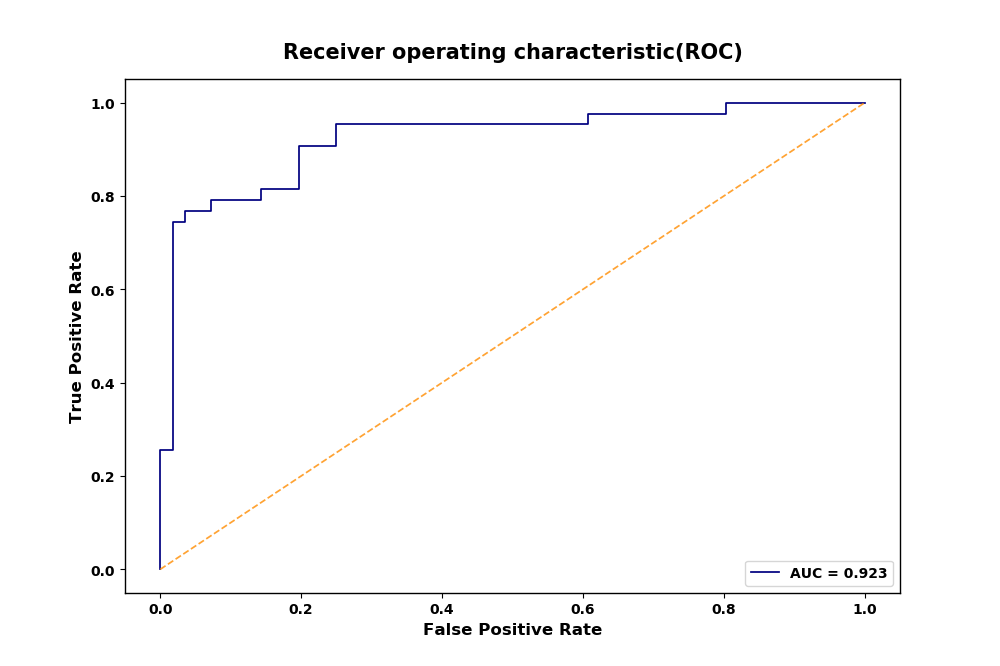 Receiver operating characteristic(ROC)
True Positive Rate
1.0
0.8
0.6
0.4
0.2
0.0
AUC = 0.923
0.0 0.2 0.4 0.6 0.8 1.0
False Positive Rate